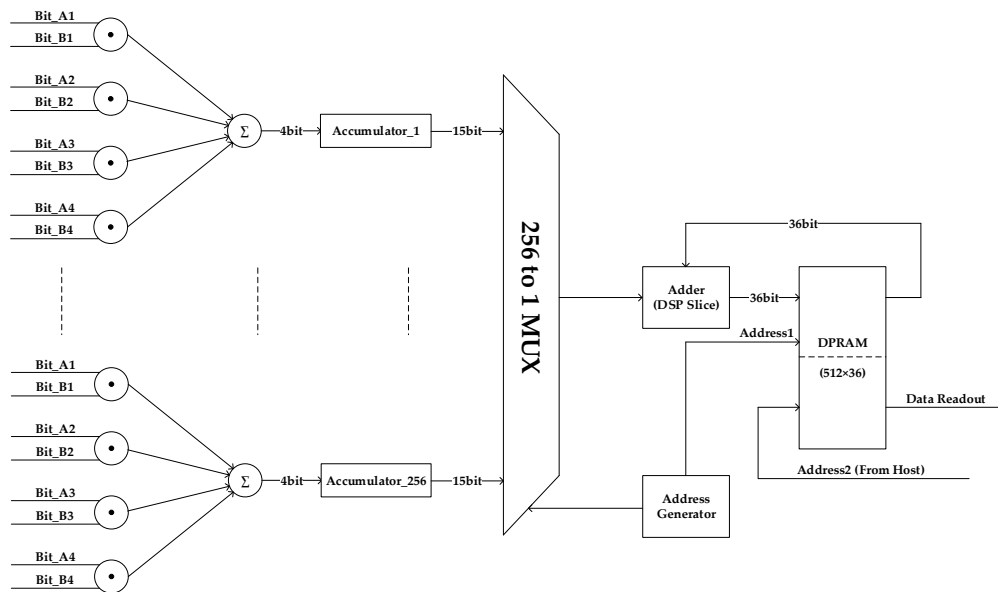 Bit_A1
Bit_B1
Bit_A2
Bit_B2
Bit_A3
Bit_B3
Bit_A4
Bit_B4
Σ
4bit
Accumulator_1
15bit
256 to 1 MUX
36bit
Adder
(DSP Slice)
36bit
Address1
DPRAM
(512×36)
Data Readout
Address2 (From Host)
Address
Generator
Bit_A1
Bit_B1
Bit_A2
Bit_B2
Bit_A3
Bit_B3
Bit_A4
Bit_B4
Σ
4bit
Accumulator_256
15bit